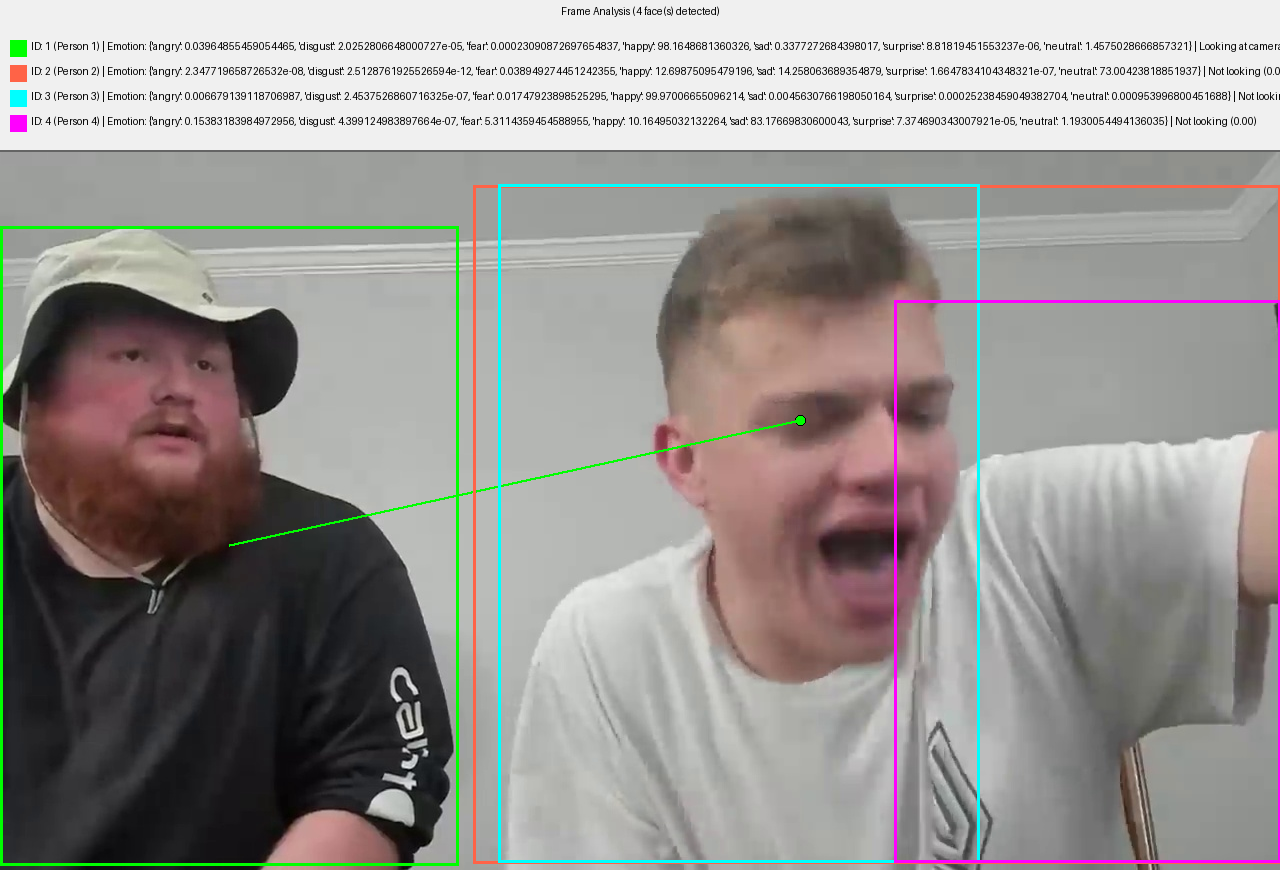 Frame Analysis (4 face(s) detected)
ID: 1 (Person 1) | Emotion: {'angry': 0.03964855459054465, 'disgust': 2.0252806648000727e-05, 'fear': 0.00023090872697654837, 'happy': 98.1648681360326, 'sad': 0.3377272684398017, 'surprise': 8.81819451553237e-06, 'neutral': 1.4575028666857321} | Looking at camera
ID: 2 (Person 2) | Emotion: {'angry': 2.347719658726532e-08, 'disgust': 2.5128761925526594e-12, 'fear': 0.038949274451242355, 'happy': 12.69875095479196, 'sad': 14.258063689354879, 'surprise': 1.6647834104348321e-07, 'neutral': 73.00423818851937} | Not looking (0.0
ID: 3 (Person 3) | Emotion: {'angry': 0.006679139118706987, 'disgust': 2.4537526860716325e-07, 'fear': 0.01747923898525295, 'happy': 99.97006655096214, 'sad': 0.0045630766198050164, 'surprise': 0.00025238459049382704, 'neutral': 0.000953996800451688} | Not looki
ID: 4 (Person 4) | Emotion: {'angry': 0.15383183984972956, 'disgust': 4.399124983897664e-07, 'fear': 5.3114359454588955, 'happy': 10.16495032132264, 'sad': 83.17669830600043, 'surprise': 7.374690343007921e-05, 'neutral': 1.1930054494136035} | Not looking (0.00)